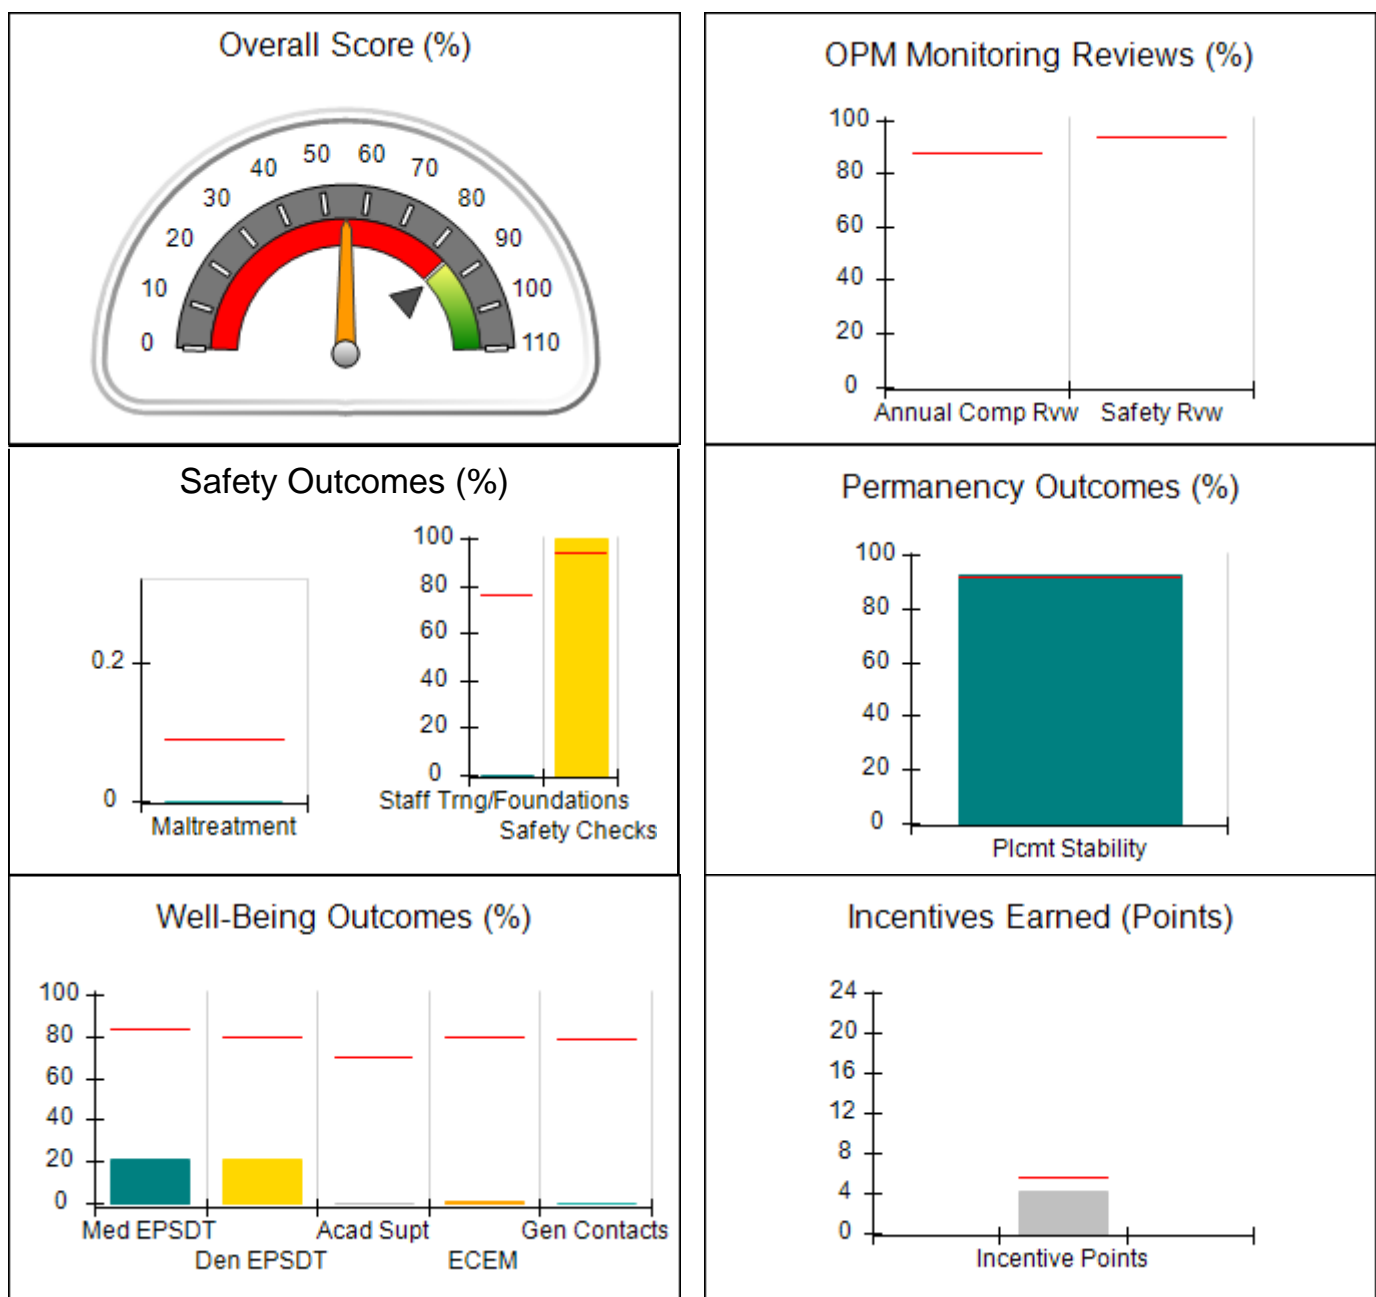 Overall Score (%)
0
10
20
30
40
50
60
70
80
90
100
110
OPM Monitoring Reviews (%)
100
80
60
40
20
0
Annual Comp Rvw
Safety Rvw
Safety Outcomes (%)
0.2
0
Maltreatment
100
80
60
40
20
0
Staff Trng/Foundations
Safety Checks
Permanency Outcomes (%)
100
80
60
40
20
0
Plcmt Stability
Well-Being Outcomes (%)
100
80
60
40
20
0
Med EPSDT
Den EPSDT
Acad Supt
ECEM
Gen Contacts
Incentives Earned (Points)
24
20
16
12
8
4
0
Incentive Points